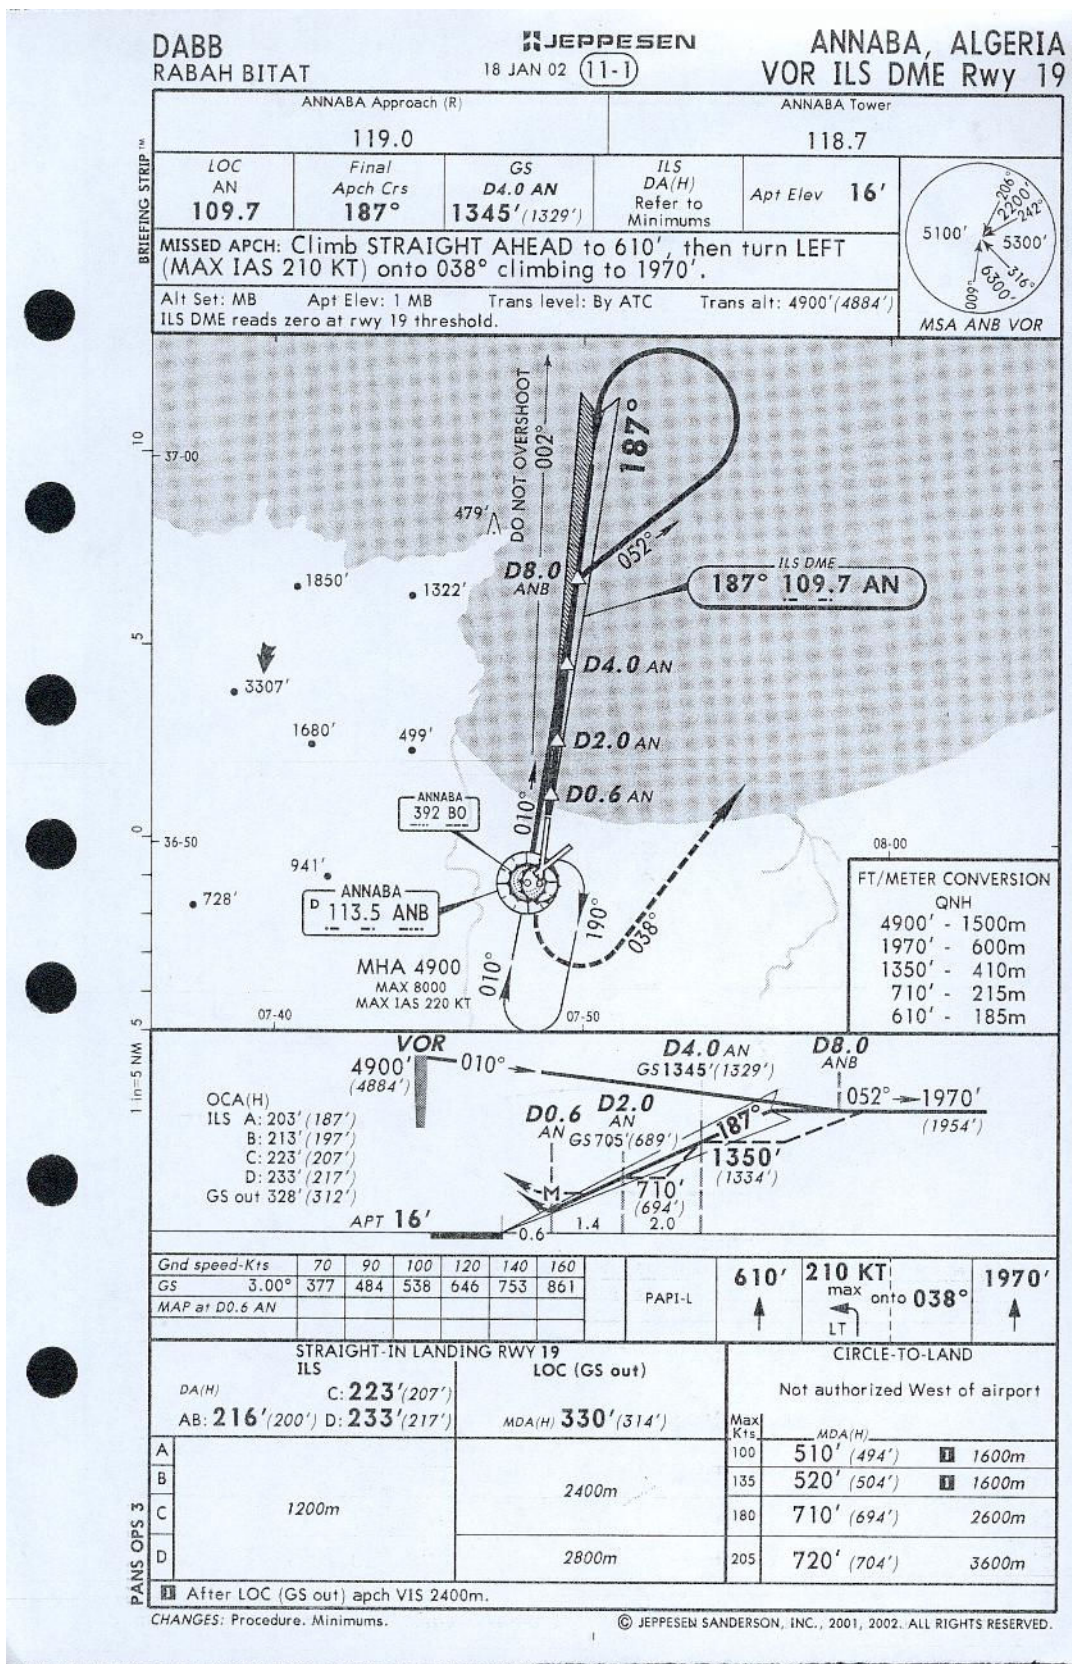 DABB
RABAH BITAT
JEPPESEN
18 JAN 02 11-1
ANNABA, ALGERIA
VOR ILS DME Rwy 19
BRIEFING STRIP™
ANNABA Approach (R)
119.0
ANNABA Tower
118.7
LOC
AN
109.7
Final
Apch Crs
187°
GS
D4.0 AN
1345'(1329')
ILS
DA(H)
Refer to
Minimums
Apt Elev 16'
MISSED APCH: Climb STRAIGHT AHEAD to 610', then turn LEFT
(MAX IAS 210 KT) onto 038° climbing to 1970'.
Alt Set: MB Apt Elev: 1 MB Trans level: By ATC Trans alt: 4900'(4884')
ILS DME reads zero at rwy 19 threshold.
206°
2200'
242°
5100'
5300'
316°
6300'
009°
MSA ANB VOR
10
37-00
DO NOT OVERSHOOT
002°
187°
479'
052°
D8.0
ANB
ILS DME
187° 109.7 AN
1850'
1322'
5
D4.0 AN
3307'
1680'
499'
D2.0 AN
ANNABA
392 BO
010°
D0.6 AN
0
36-50
08-00
941'
728'
ANNABA
D 113.5 ANB
190°
038°
010°
MHA 4900
MAX 8000
MAX IAS 220 KT
07-40
07-50
5
1 in=5 NM
FT/METER CONVERSION
QNH
4900' - 1500m
1970' - 600m
1350' - 410m
710' - 215m
610' - 185m
VOR
4900'
(4884')
010°
D4.0 AN
GS1345'(1329')
D8.0
ANB
052° 1970'
(1954')
OCA(H)
ILS A: 203'(187')
B: 213'(197')
C: 223'(207')
D: 233'(217')
GS out 328'(312')
D0.6
AN
D2.0
AN
GS705'(689')
187°
1350'
(1334')
M
710'
(694')
APT 16'
0.6
1.4
2.0
Gnd speed-Kts 70 90 100 120 140 160
GS 3.00° 377 484 538 646 753 861
MAP at D0.6 AN
PAPI-L
610'
210 KT
max
LT
onto 038°
1970'
STRAIGHT-IN LANDING RWY 19
ILS
DA(H) C: 223'(207')
AB: 216'(200') D: 233'(217')
LOC (GS out)
MDA(H) 330'(314')
CIRCLE-TO-LAND
Not authorized West of airport
Max
Kts
MDA(H)
A
B
C
D
1200m
2400m
2800m
100 510'(494') 1 1600m
135 520'(504') 1 1600m
180 710'(694') 2600m
205 720'(704') 3600m
1 After LOC (GS out) apch VIS 2400m.
PANS OPS 3
CHANGES: Procedure. Minimums.
© JEPPESEN SANDERSON, INC., 2001, 2002. ALL RIGHTS RESERVED.